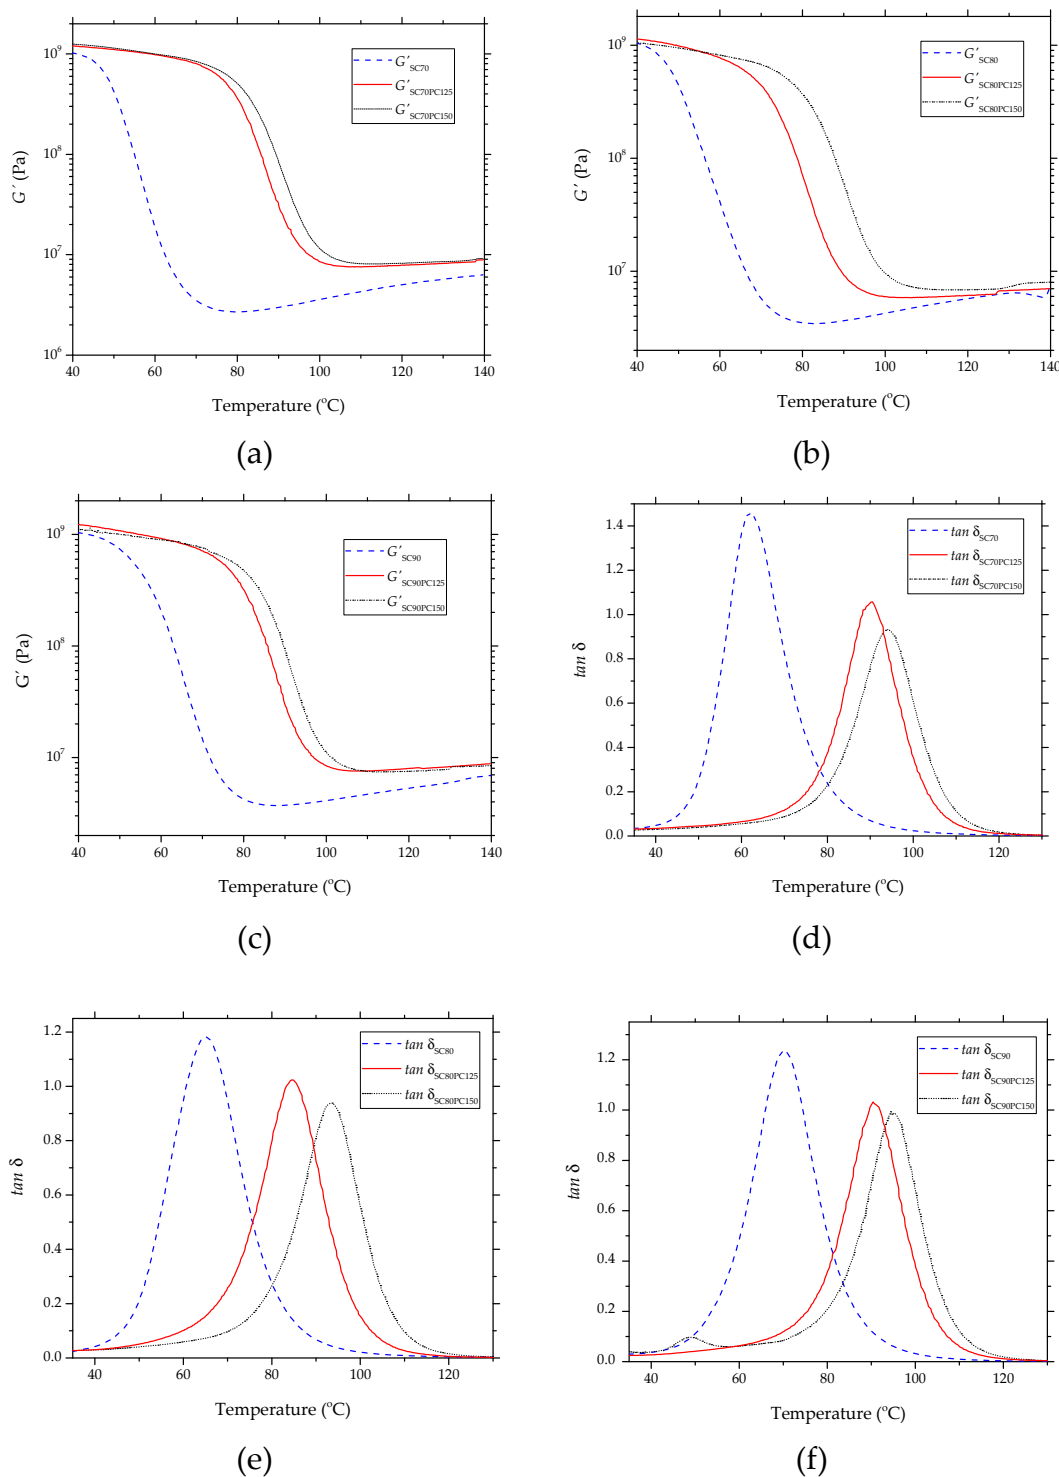 10⁹
10⁸
10⁷
10⁶
G′ (Pa)
G′SC70
G′SC70PC125
G′SC70PC150
40 60 80 100 120 140
Temperature (°C)
(a)
10⁹
10⁸
10⁷
G′ (Pa)
G′SC80
G′SC80PC125
G′SC80PC150
40 60 80 100 120 140
Temperature (°C)
(b)
10⁹
10⁸
10⁷
G′ (Pa)
G′SC90
G′SC90PC125
G′SC90PC150
40 60 80 100 120 140
Temperature (°C)
(c)
1.4
1.2
1.0
0.8
0.6
0.4
0.2
0.0
tan δ
tan δSC70
tan δSC70PC125
tan δSC70PC150
40 60 80 100 120
Temperature (°C)
(d)
1.2
1.0
0.8
0.6
0.4
0.2
0.0
tan δ
tan δSC80
tan δSC80PC125
tan δSC80PC150
40 60 80 100 120
Temperature (°C)
(e)
1.2
1.0
0.8
0.6
0.4
0.2
0.0
tan δ
tan δSC90
tan δSC90PC125
tan δSC90PC150
40 60 80 100 120
Temperature (°C)
(f)